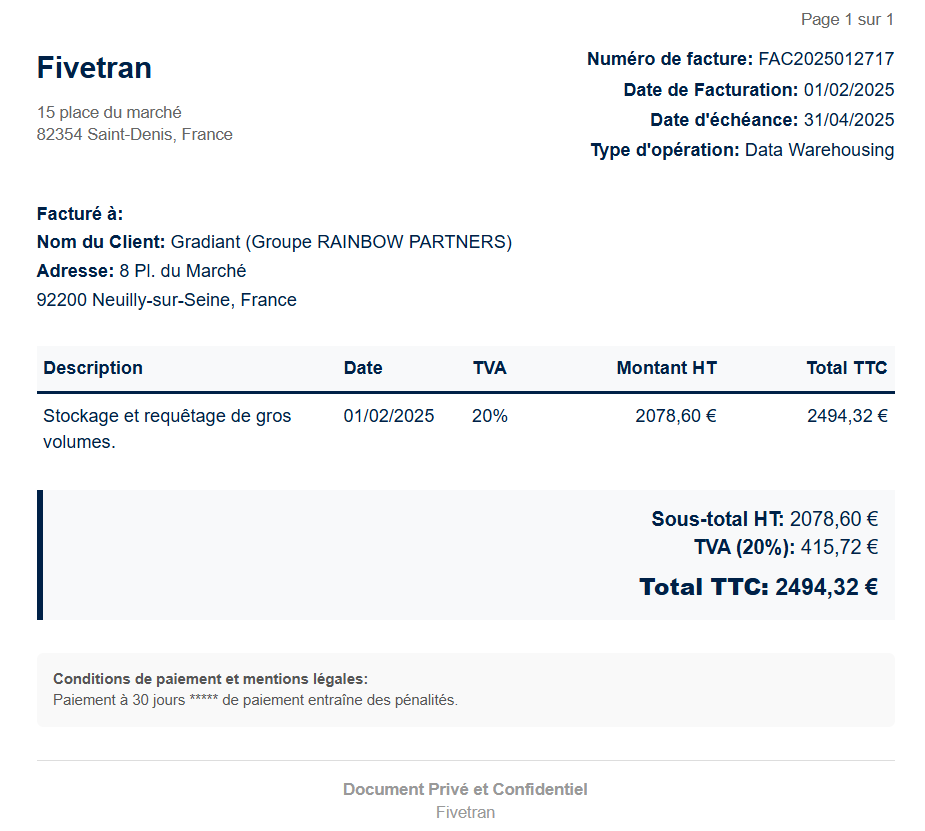 Page 1 sur 1
Fivetran
15 place du marché
82354 Saint-Denis, France
Numéro de facture: FAC2025012717
Date de Facturation: 01/02/2025
Date d'échéance: 31/04/2025
Type d'opération: Data Warehousing
Facturé à:
Nom du Client: Gradiant (Groupe RAINBOW PARTNERS)
Adresse: 8 Pl. du Marché
92200 Neuilly-sur-Seine, France
Description Date TVA Montant HT Total TTC
Stockage et requêtage de gros 01/02/2025 20% 2078,60 € 2494,32 €
volumes.
Sous-total HT: 2078,60 €
TVA (20%): 415,72 €
Total TTC: 2494,32 €
Conditions de paiement et mentions légales:
Paiement à 30 jours ***** de paiement entraîne des pénalités.
Document Privé et Confidentiel
Fivetran